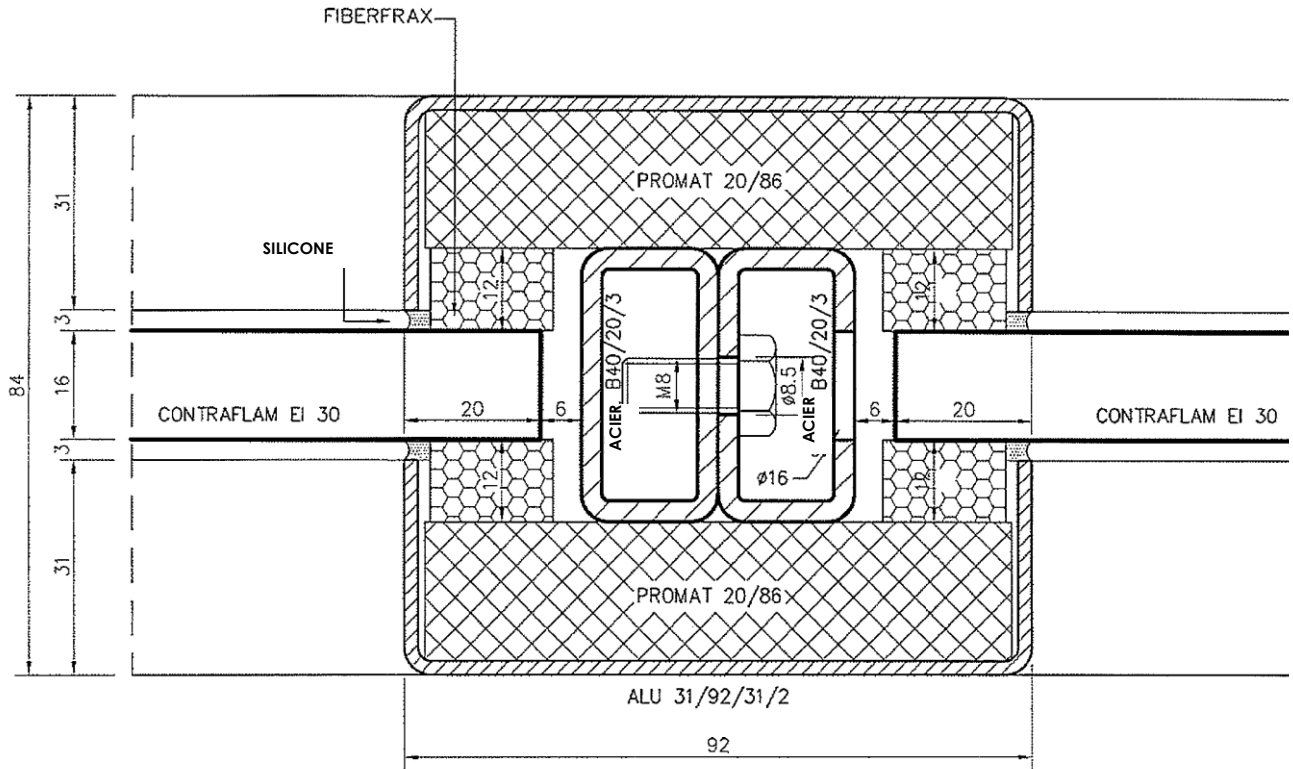 FIBERFRAX
PROMAT 20/86
SILICONE
31
3
16
3
31
84
12
12
12
12
CONTRAFLAM EI 30
20
6
ACIER B40/20/3
M8
ø8.5
ACIER B40/20/3
ø16
6
20
CONTRAFLAM EI 30
PROMAT 20/86
ALU 31/92/31/2
92